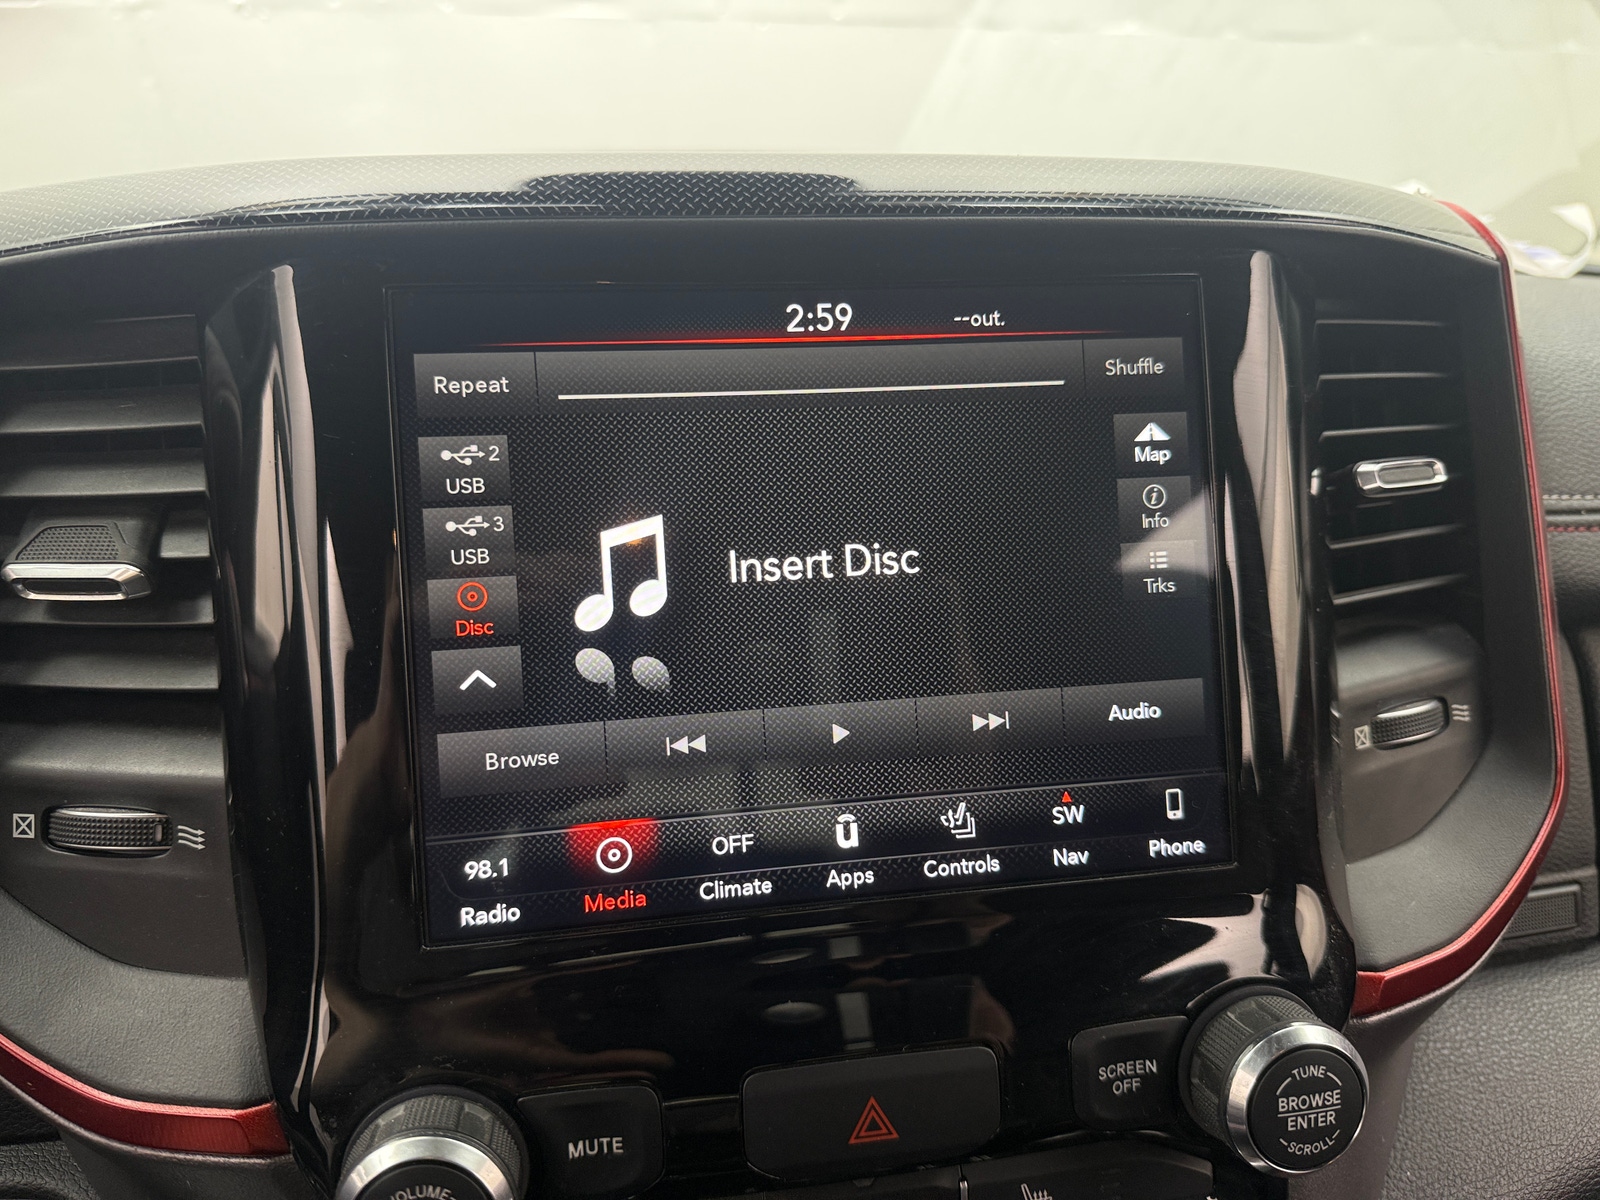 2:59
--out.
Repeat
Shuffle
2
USB
3
USB
Disc
Insert Disc
Map
i
Info
Trks
Browse
Audio
98.1
Radio
Media
OFF
Climate
Apps
Controls
SW
Nav
Phone
MUTE
SCREEN
OFF
TUNE
BROWSE
ENTER
SCROLL
VOLUME